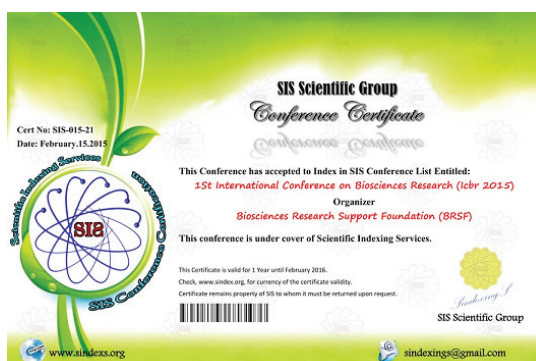 SIS Scientific Group
Conference Certificate
Cert No: SIS-015-21
Date: February.15.2015
Scientific Indexing Services
SIS
SIS Conference Certification
This Conference has accepted to Index in SIS Conference List Entitled:
1St International Conference on Biosciences Research (Icbr 2015)
Organizer
Biosciences Research Support Foundation (BRSF)
This conference is under cover of Scientific Indexing Services.
This Certificate is valid for 1 Year until February 2016.
Check, www.sindex.org, for currency of the certificate validity.
Certificate remains property of SIS to whom it must be returned upon request.
Sindexing.S
SIS Scientific Group
www.sindexs.org
sindexings@gmail.com